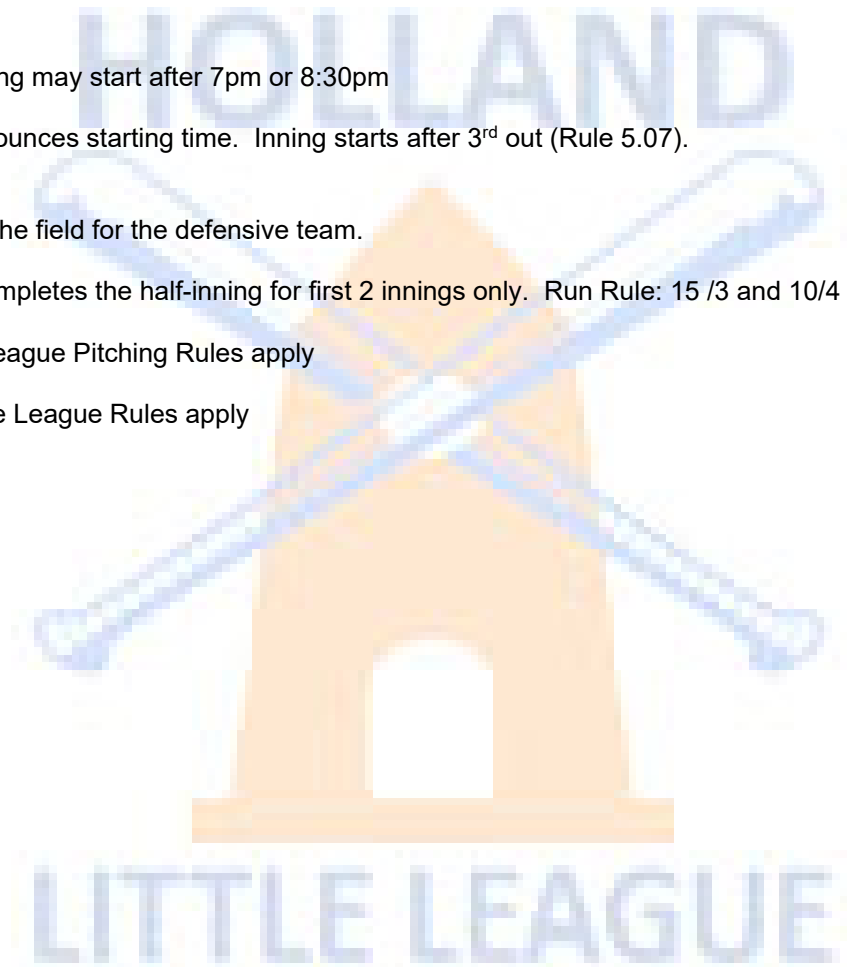 HOLLAND
ng may start after 7pm or 8:30pm
ounces starting time.  Inning starts after 3rd out (Rule 5.07).
he field for the defensive team.
mpletes the half-inning for first 2 innings only.  Run Rule: 15 /3 and 10/4
eague Pitching Rules apply
e League Rules apply
LITTLE LEAGUE